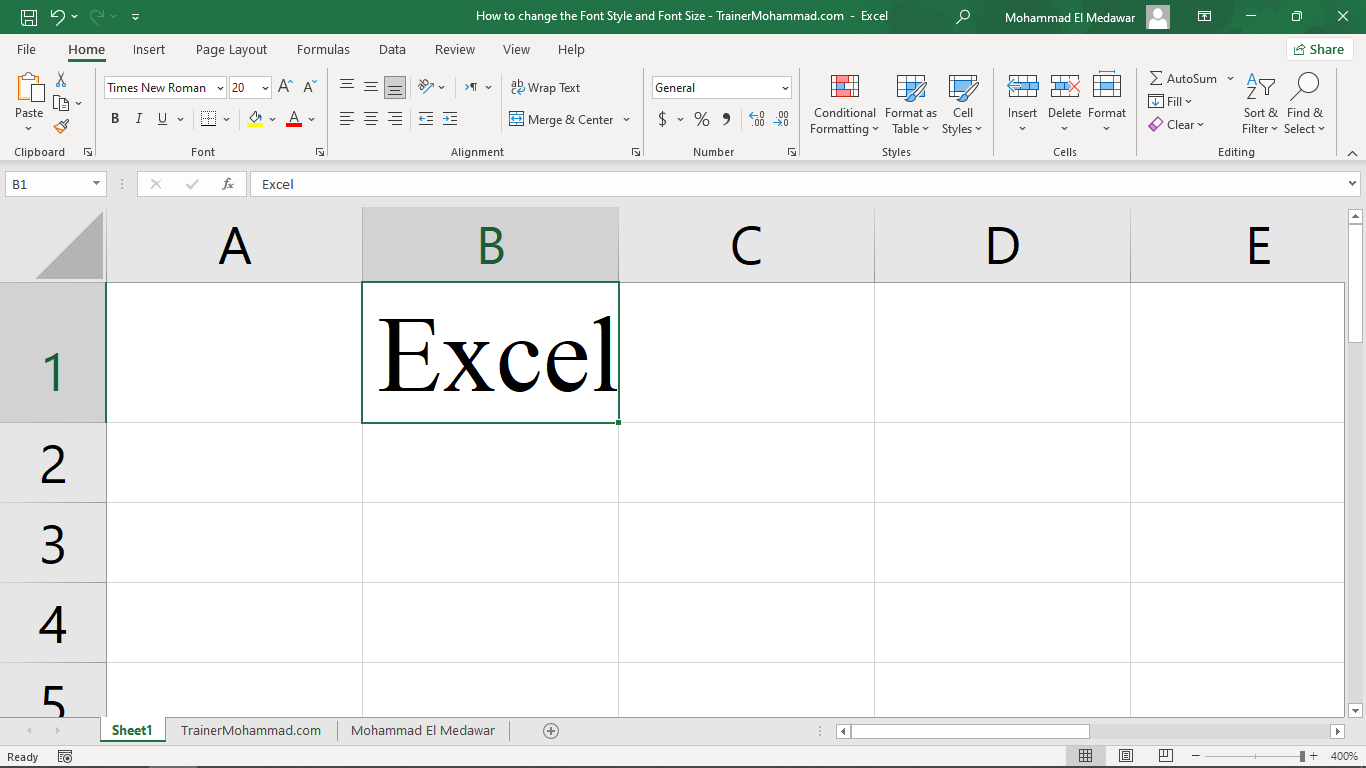 How to change the Font Style and Font Size - TrainerMohammad.com - Excel
Mohammad El Medawar
File Home Insert Page Layout Formulas Data Review View Help
Share
Paste
Clipboard
Times New Roman 20
B I U A
Font
Wrap Text
Merge & Center
Alignment
General
$ % 9
Number
Conditional Formatting
Format as Table
Cell Styles
Styles
Insert Delete Format
Cells
AutoSum
Fill
Clear
Sort & Filter
Find & Select
Editing
B1
fx
Excel
A B C D E
1 Excel
2
3
4
5
Sheet1 TrainerMohammad.com Mohammad El Medawar
Ready
400%